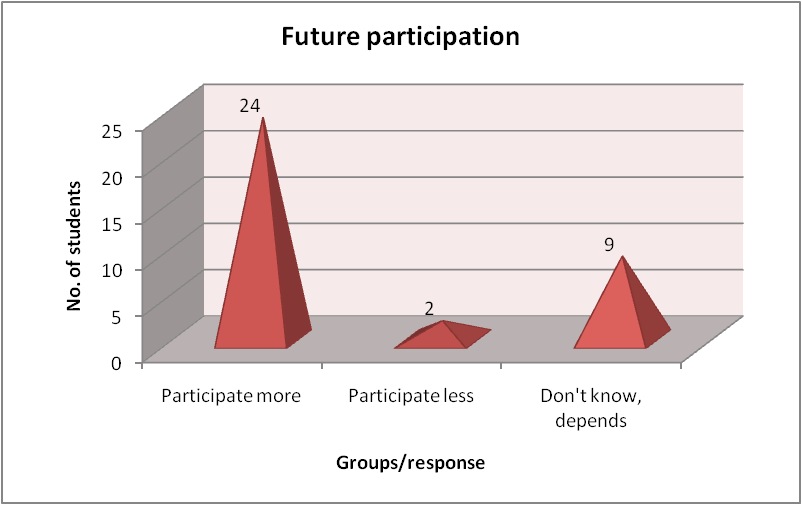 Future participation
24
25
20
15
10
5
0
9
2
No. of students
Participate more
Participate less
Don't know,
depends
Groups/response